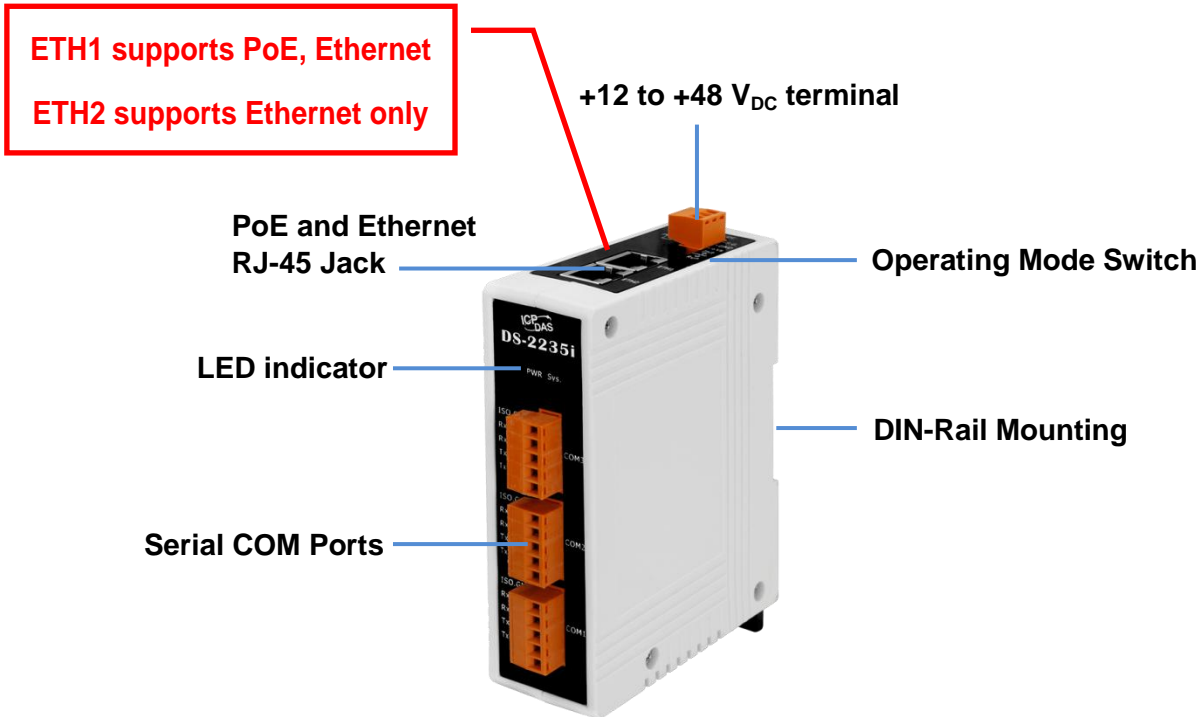 ETH1 supports PoE, Ethernet
ETH2 supports Ethernet only
+12 to +48 VDC terminal
PoE and Ethernet
RJ-45 Jack
Operating Mode Switch
ICP DAS
DS-2235i
LED indicator
PWR Sys.
DIN-Rail Mounting
COM3
Serial COM Ports
COM2
COM1